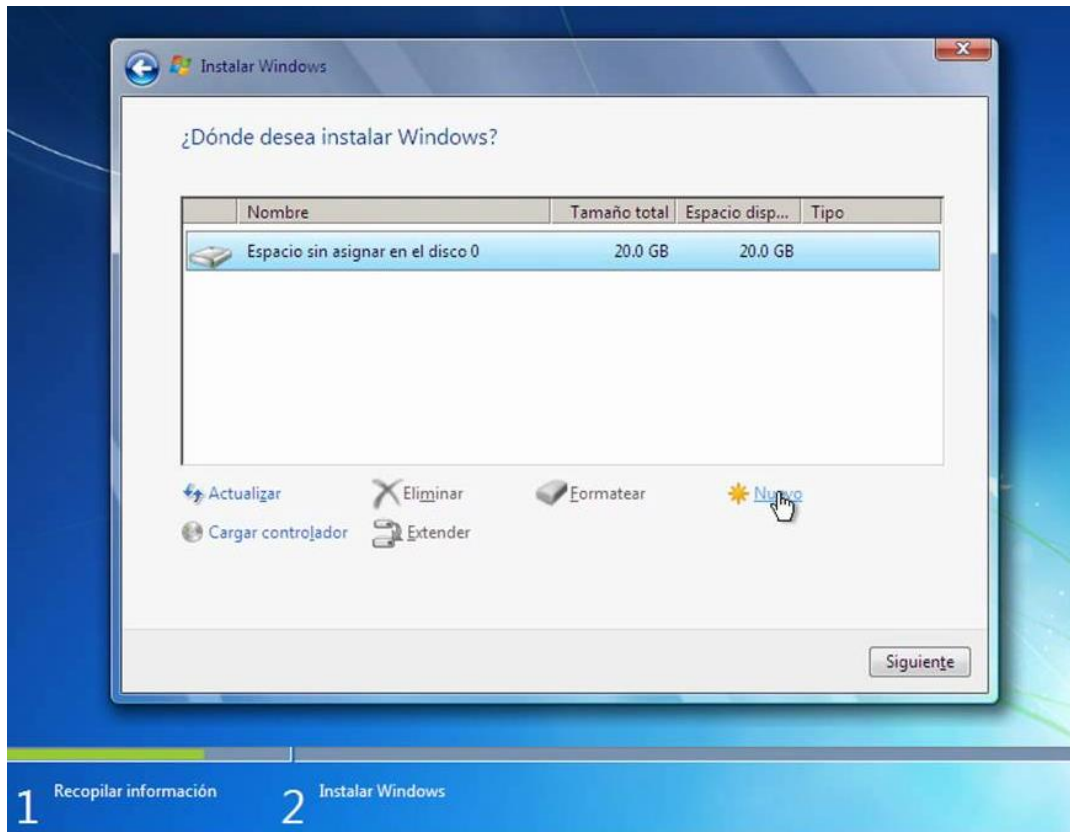 Instalar Windows
¿Dónde desea instalar Windows?
Nombre Tamaño total Espacio disp... Tipo
Espacio sin asignar en el disco 0 20.0 GB 20.0 GB
Actualizar Eliminar Formatear Nuevo
Cargar controlador Extender
Siguiente
1 Recopilar información 2 Instalar Windows